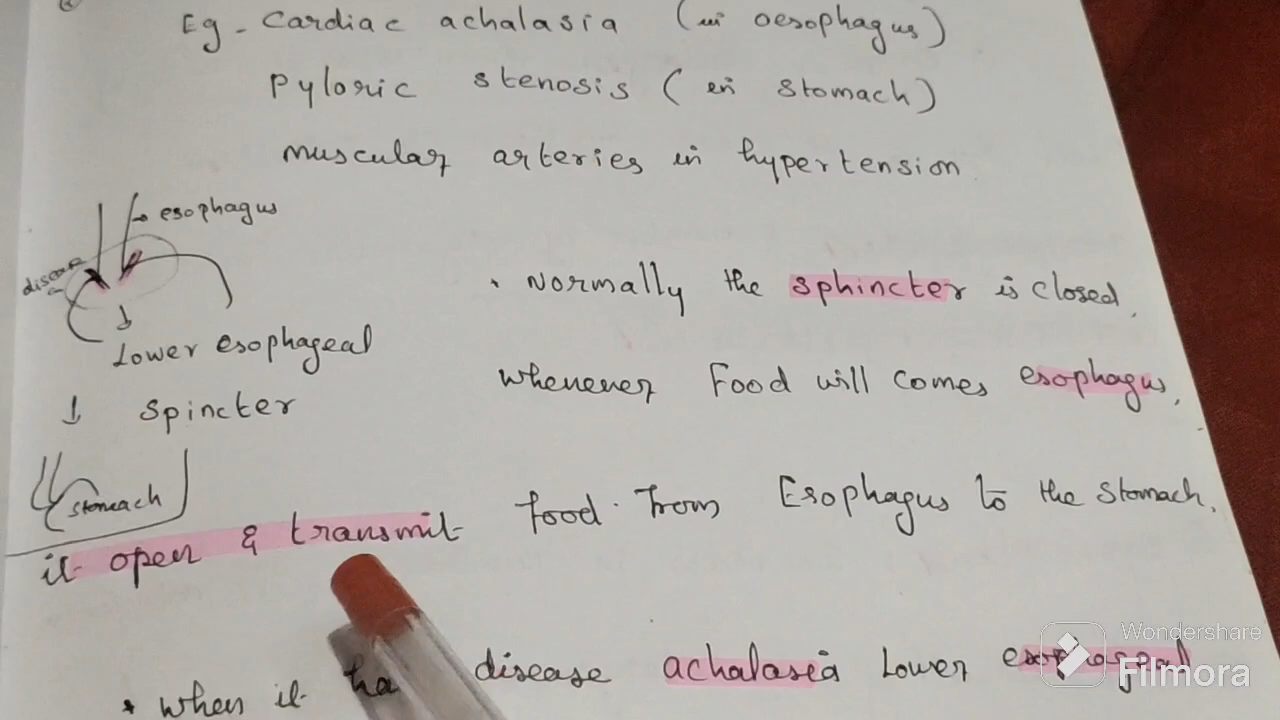 Eg - Cardiac achalasia (in oesophagus)
pyloric stenosis (in stomach)
muscular arteries in hypertension
esophagus
Lower esophageal
spincter
stomach
• Normally the sphincter is closed,
whenever Food will comes esophagus,
it open & transmit food. From Esophagus to the stomach.
* when it disease achalasia Lower
Wondershare
Filmora